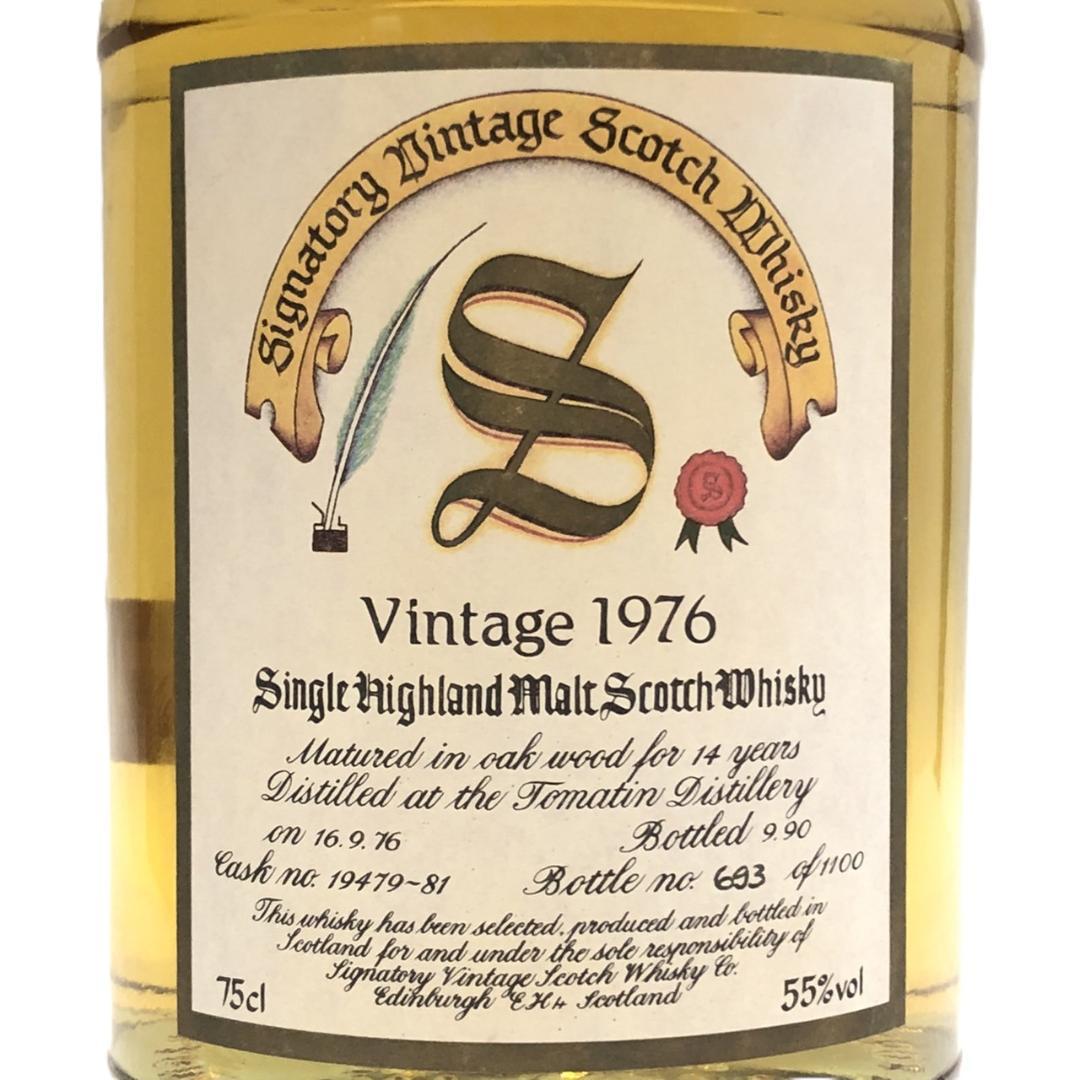 Signatory Vintage Scotch Whisky
S
S
Vintage 1976
Single Highland Malt Scotch Whisky
Matured in oak wood for 14 years
Distilled at the Tomatin Distillery
on 16.9.76 Bottled 9.90
Cask no. 19479-81 Bottle no. 693 of 1100
This whisky has been selected, produced and bottled in
Scotland for and under the sole responsibility of
Signatory Vintage Scotch Whisky Co.
Edinburgh EH4 Scotland
75cl 55%vol